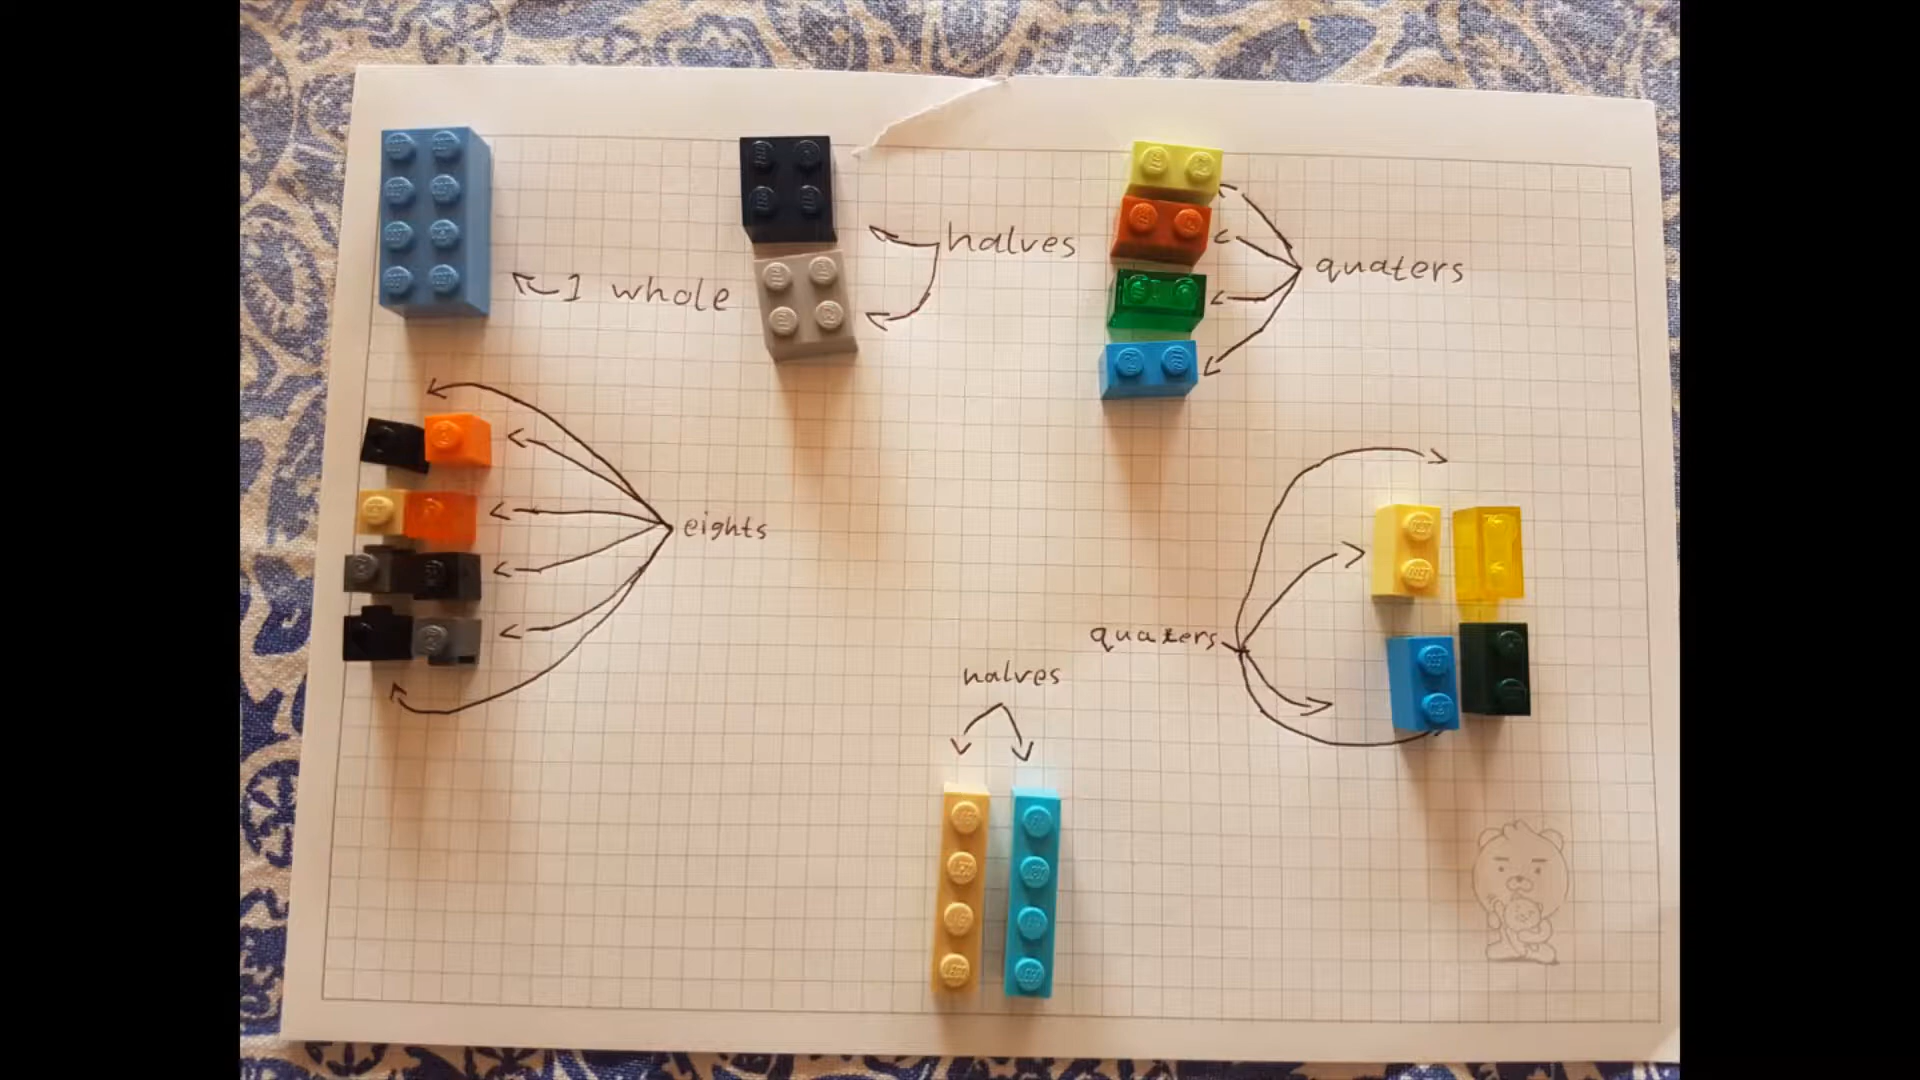 1 whole
halves
quaters
eights
quaters
halves